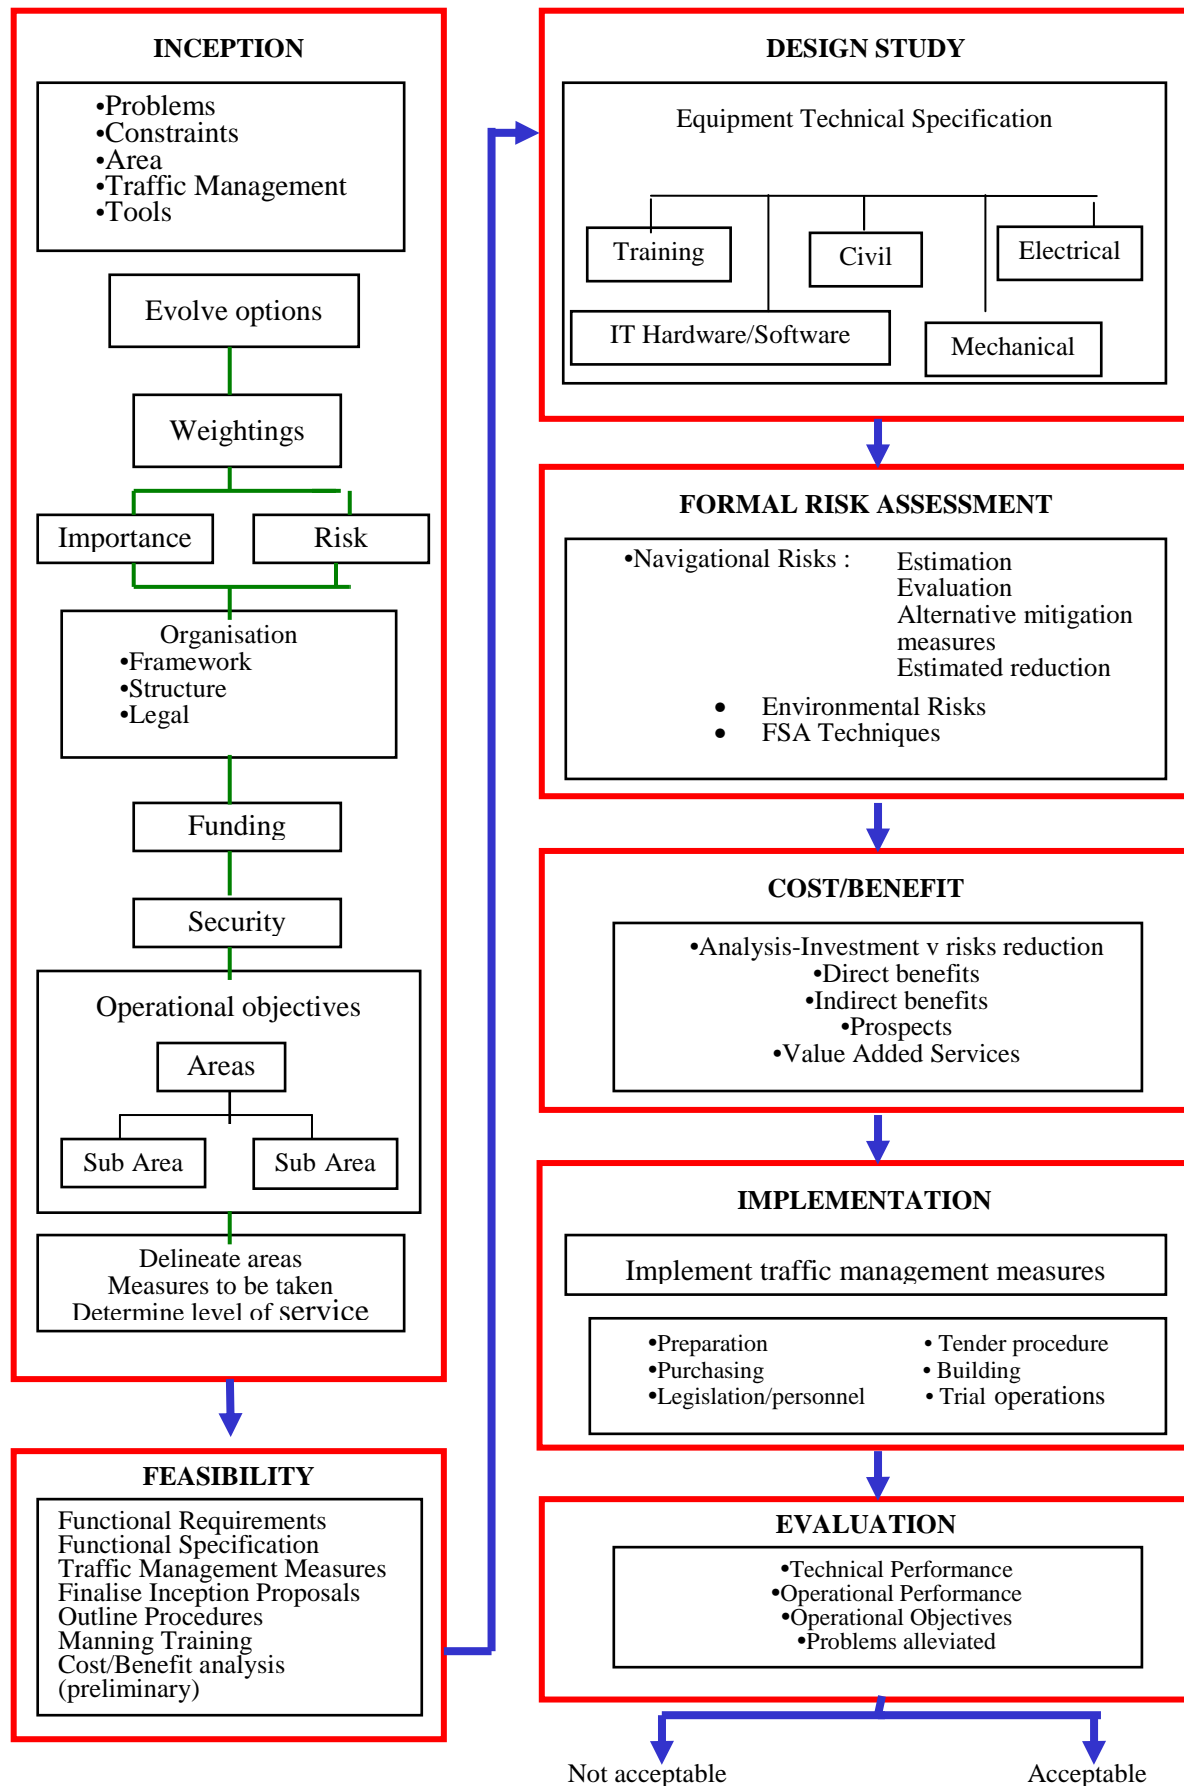 INCEPTION
•Problems
•Constraints
•Area
•Traffic Management
•Tools
Evolve options
Weightings
Importance
Risk
Organisation
•Framework
•Structure
•Legal
Funding
Security
Operational objectives
Areas
Sub Area
Sub Area
Delineate areas
Measures to be taken
Determine level of service
FEASIBILITY
Functional Requirements
Functional Specification
Traffic Management Measures
Finalise Inception Proposals
Outline Procedures
Manning Training
Cost/Benefit analysis
(preliminary)
DESIGN STUDY
Equipment Technical Specification
Training
Civil
Electrical
IT Hardware/Software
Mechanical
FORMAL RISK ASSESSMENT
•Navigational Risks :
Estimation
Evaluation
Alternative mitigation
measures
Estimated reduction
• Environmental Risks
• FSA Techniques
COST/BENEFIT
•Analysis-Investment v risks reduction
•Direct benefits
•Indirect benefits
•Prospects
•Value Added Services
IMPLEMENTATION
Implement traffic management measures
•Preparation
•Purchasing
•Legislation/personnel
• Tender procedure
• Building
• Trial operations
EVALUATION
•Technical Performance
•Operational Performance
•Operational Objectives
•Problems alleviated
Not acceptable
Acceptable